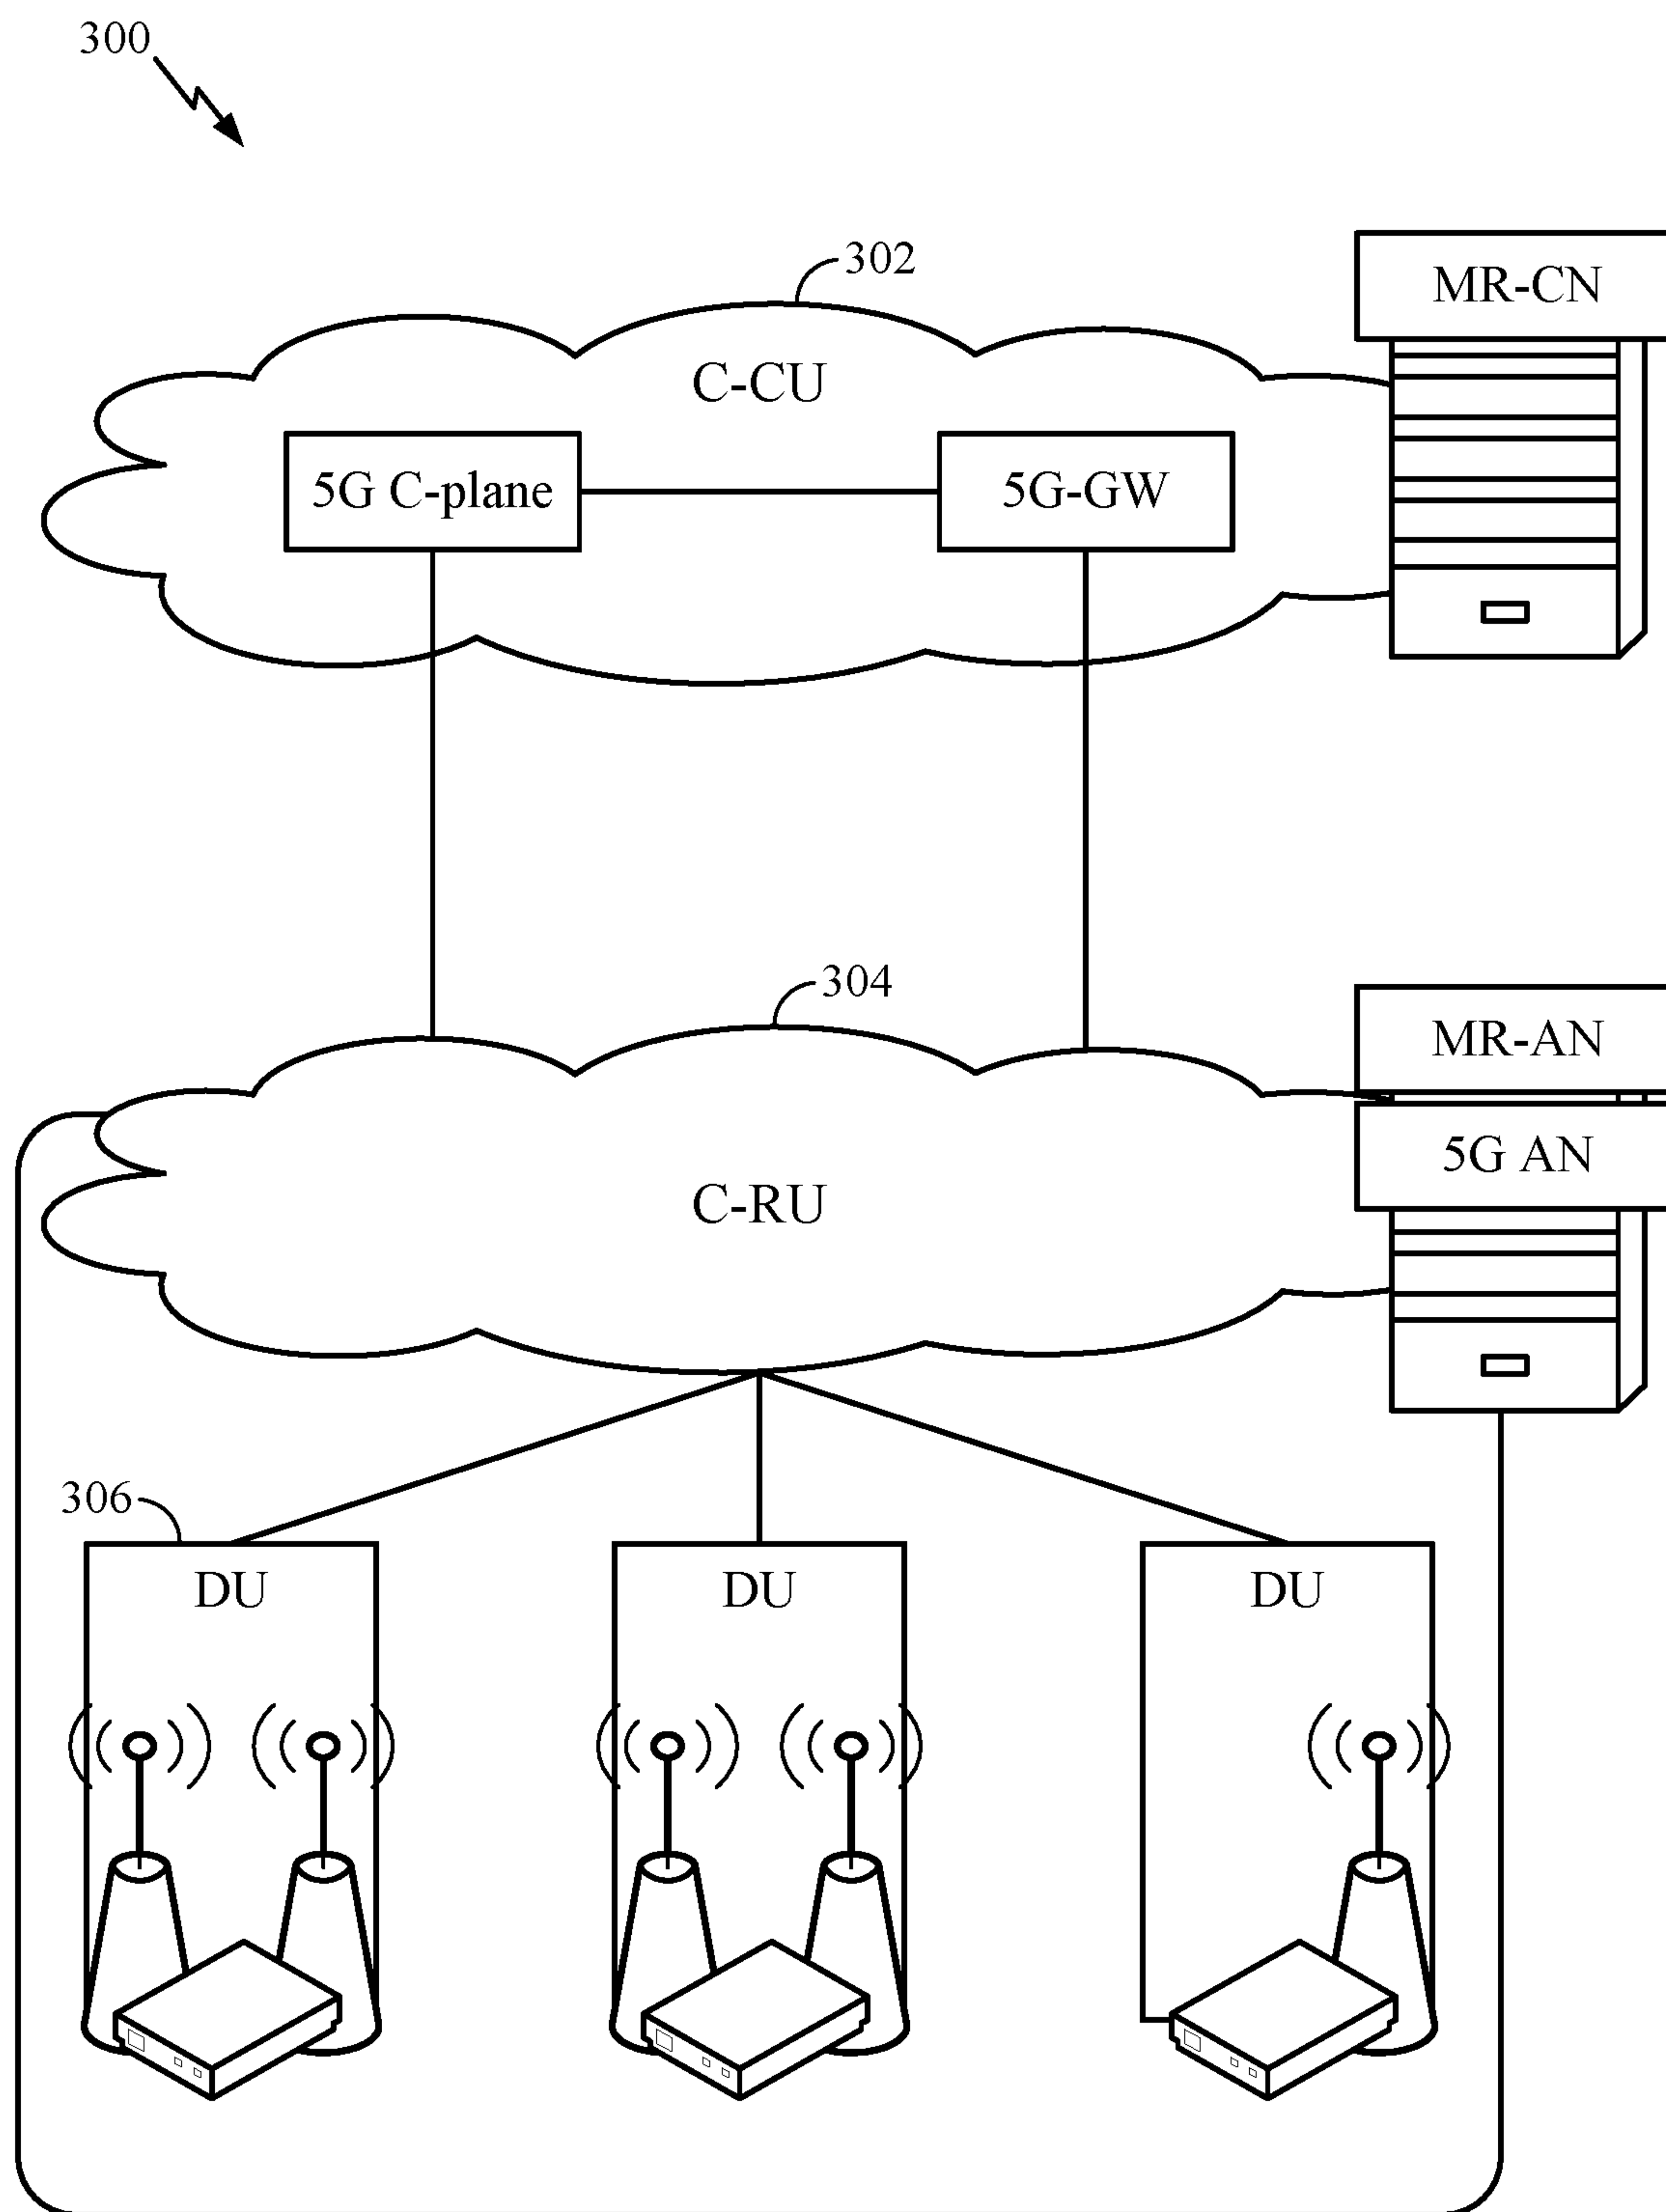 300
302
MR-CN
C-CU
5G C-plane
5G-GW
304
MR-AN
5G AN
C-RU
306
DU
DU
DU